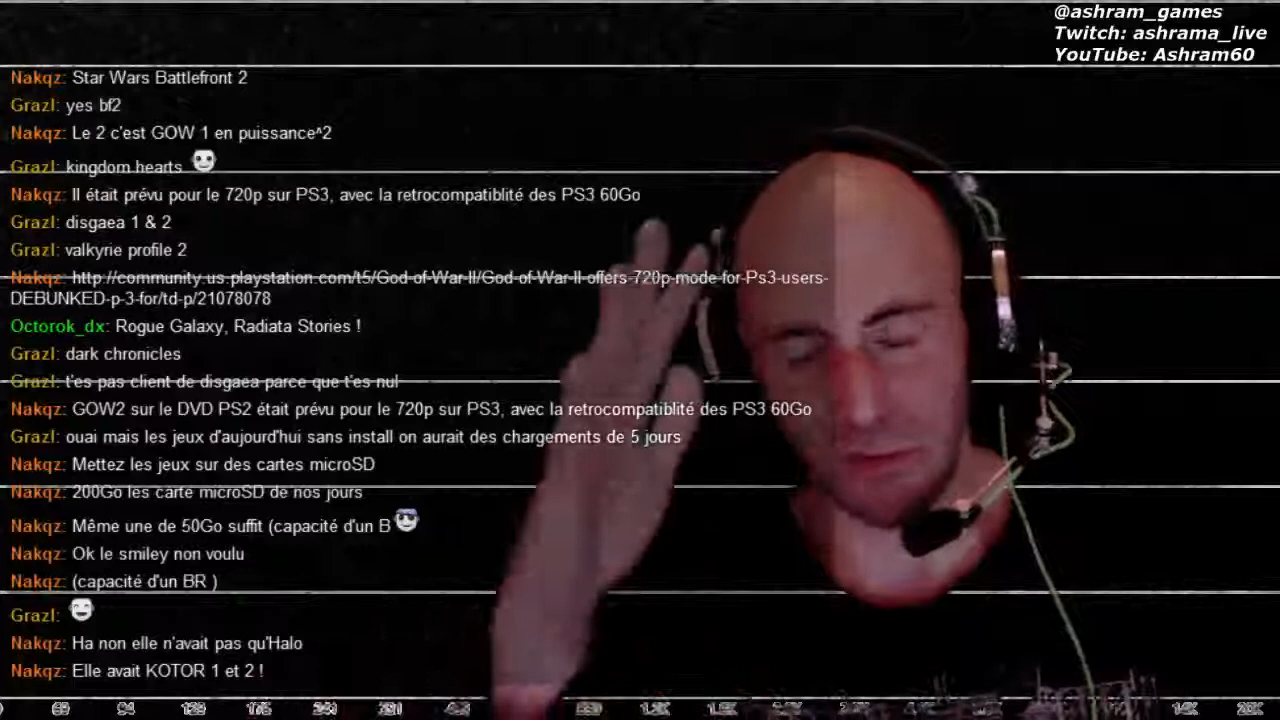 @ashram_games
Twitch: ashrama_live
YouTube: Ashram60
Nakqz: Star Wars Battlefront 2
Grazl: yes bf2
Nakqz: Le 2 c'est GOW 1 en puissance^2
Grazl: kingdom hearts
Nakqz: Il était prévu pour le 720p sur PS3, avec la retrocompatiblité des PS3 60Go
Grazl: disgaea 1 & 2
Grazl: valkyrie profile 2
Nakqz: http://community.us.playstation.com/t5/God-of-War-II/God-of-War-II-offers-720p-mode-for-Ps3-users-
DEBUNKED-p-3-for/td-p/21078078
Octorok_dx: Rogue Galaxy, Radiata Stories !
Grazl: dark chronicles
Grazl: t'es pas client de disgaea parce que t'es nul
Nakqz: GOW2 sur le DVD PS2 était prévu pour le 720p sur PS3, avec la retrocompatiblité des PS3 60Go
Grazl: ouai mais les jeux d'aujourd'hui sans install on aurait des chargements de 5 jours
Nakqz: Mettez les jeux sur des cartes microSD
Nakqz: 200Go les carte microSD de nos jours
Nakqz: Même une de 50Go suffit (capacité d'un B
Nakqz: Ok le smiley non voulu
Nakqz: (capacité d'un BR )
Grazl:
Nakqz: Ha non elle n'avait pas qu'Halo
Nakqz: Elle avait KOTOR 1 et 2 !
94 14K